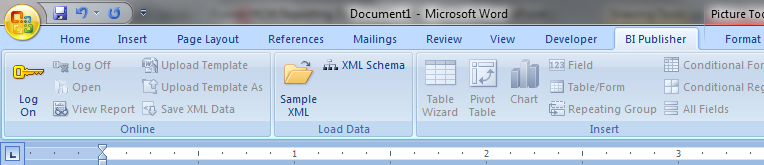 Document1 - Microsoft Word
Picture Too
Home Insert Page Layout References Mailings Review View Developer BI Publisher Format
Log On
Log Off
Open
View Report
Upload Template
Upload Template As
Save XML Data
Online
Sample XML
XML Schema
Load Data
Table Wizard
Pivot Table
Chart
Field
Table/Form
Repeating Group
Conditional For
Conditional Reg
All Fields
Insert
L 1 2 3